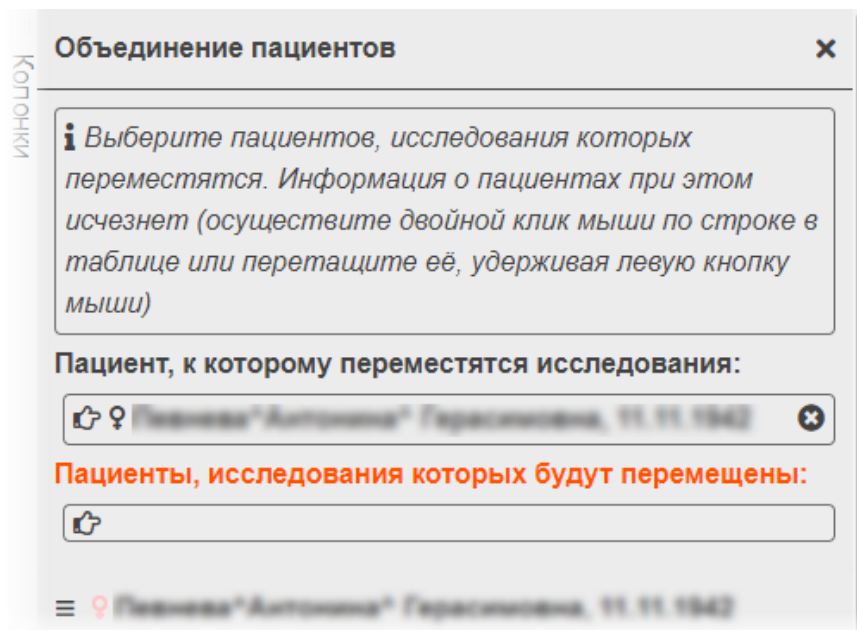 Колонки
Объединение пациентов
Выберите пациентов, исследования которых
переместятся. Информация о пациентах при этом
исчезнет (осуществите двойной клик мыши по строке в
таблице или перетащите её, удерживая левую кнопку
мыши)
Пациент, к которому переместятся исследования:
Пациенты, исследования которых будут перемещены: